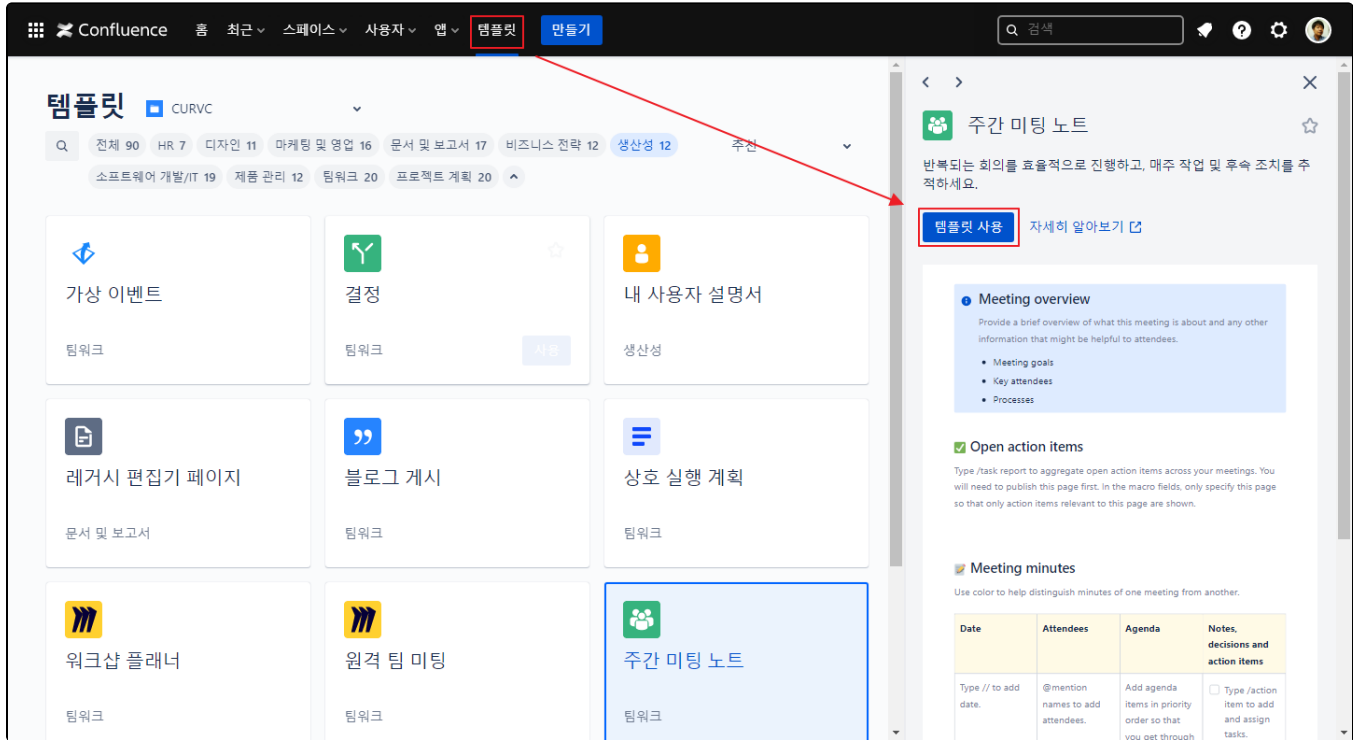 Confluence 홈 최근 스페이스 사용자 앱 템플릿 만들기 검색
템플릿 CURVC
전체 90 HR 7 디자인 11 마케팅 및 영업 16 문서 및 보고서 17 비즈니스 전략 12 생산성 12 추천
소프트웨어 개발/IT 19 제품 관리 12 팀워크 20 프로젝트 계획 20
가상 이벤트
팀워크
결정
팀워크
사용
내 사용자 설명서
생산성
레거시 편집기 페이지
문서 및 보고서
블로그 게시
팀워크
상호 실행 계획
팀워크
워크샵 플래너
팀워크
원격 팀 미팅
팀워크
주간 미팅 노트
팀워크
주간 미팅 노트
반복되는 회의를 효율적으로 진행하고, 매주 작업 및 후속 조치를 추
적하세요.
템플릿 사용 자세히 알아보기
Meeting overview
Provide a brief overview of what this meeting is about and any other
information that might be helpful to attendees.
• Meeting goals
• Key attendees
• Processes
Open action items
Type /task report to aggregate open action items across your meetings. You
will need to publish this page first. In the macro fields, only specify this page
so that only action items relevant to this page are shown.
Meeting minutes
Use color to help distinguish minutes of one meeting from another.
Date
Attendees
Agenda
Notes,
decisions and
action items
Type // to add
date.
@mention
names to add
attendees.
Add agenda
items in priority
order so that
you get through
Type /action
item to add
and assign
tasks.